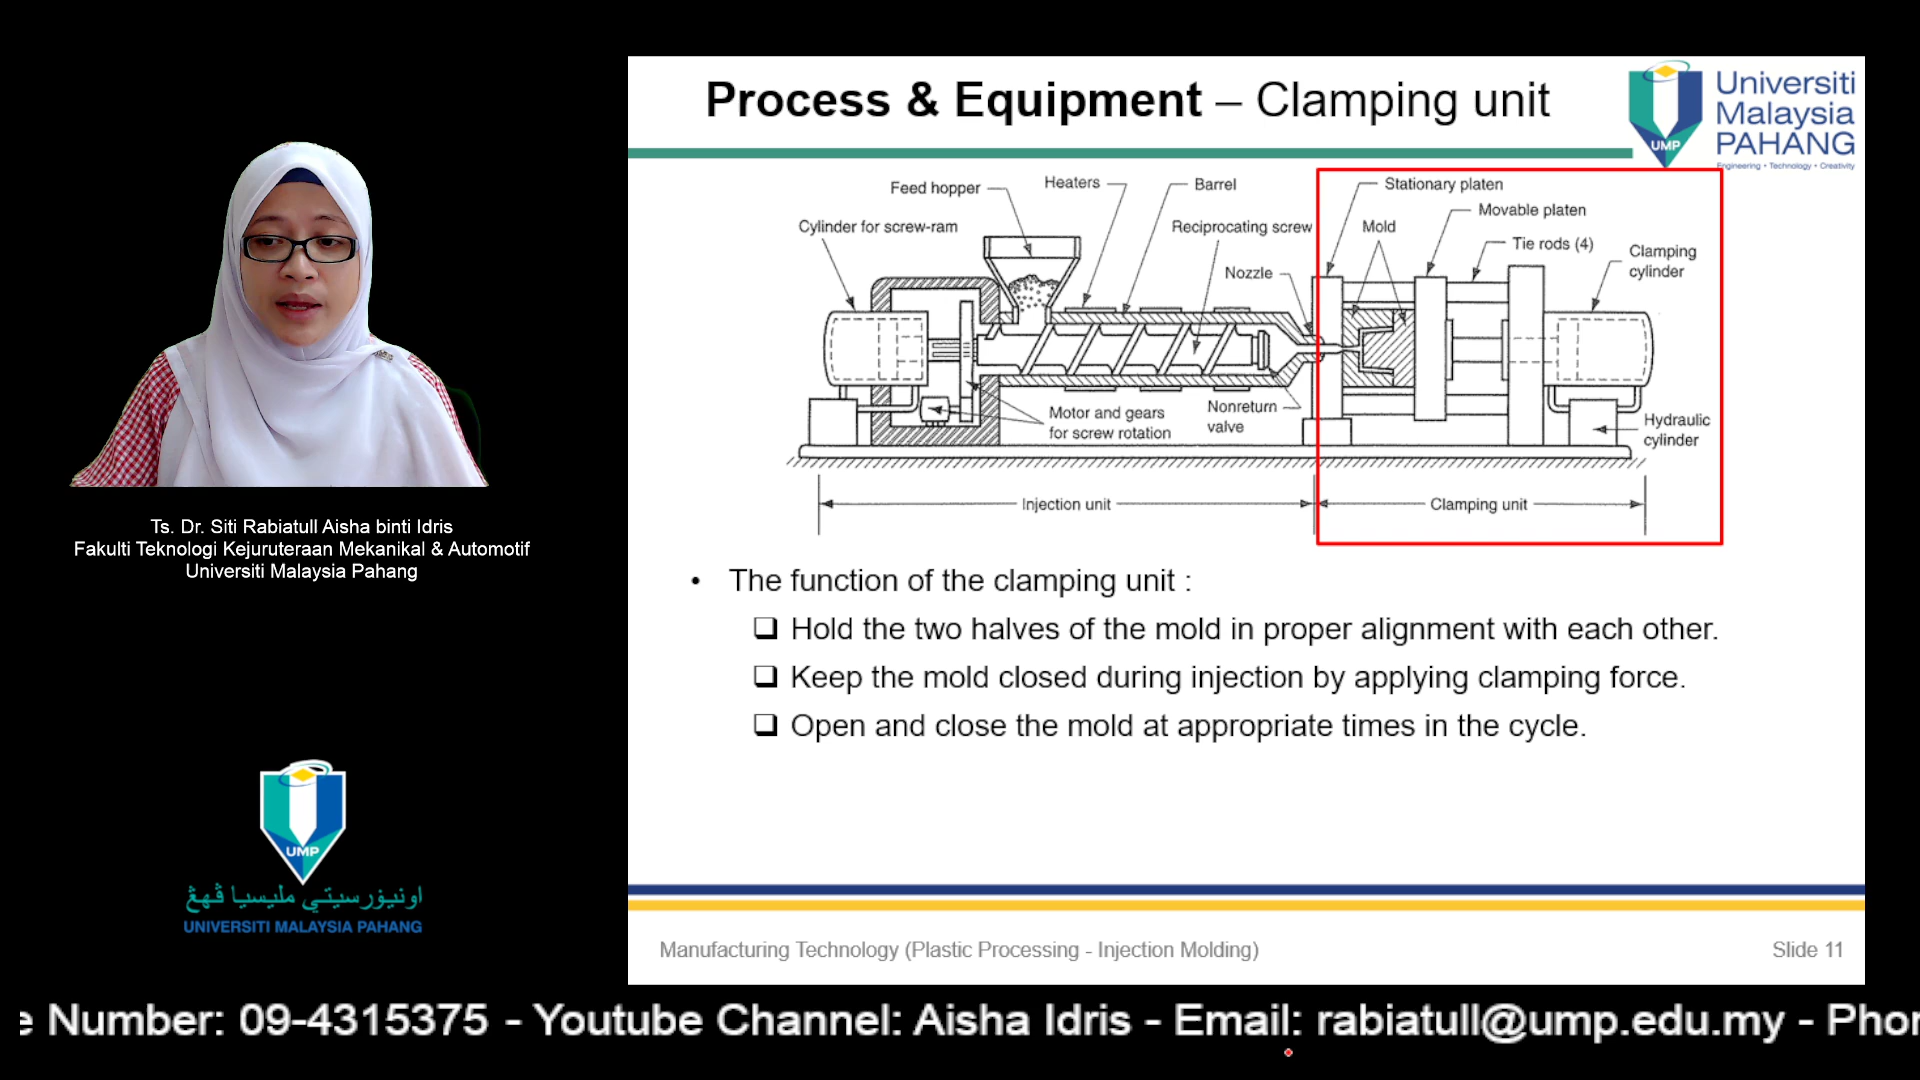 Process & Equipment – Clamping unit
Universiti
Malaysia
PAHANG
Engineering • Technology • Creativity
UMP
Feed hopper
Heaters
Barrel
Stationary platen
Movable platen
Cylinder for screw-ram
Reciprocating screw
Mold
Tie rods (4)
Clamping
cylinder
Nozzle
Motor and gears
for screw rotation
Nonreturn
valve
Hydraulic
cylinder
Injection unit
Clamping unit
• The function of the clamping unit :
❑ Hold the two halves of the mold in proper alignment with each other.
❑ Keep the mold closed during injection by applying clamping force.
❑ Open and close the mold at appropriate times in the cycle.
Manufacturing Technology (Plastic Processing - Injection Molding)
Slide 11
Ts. Dr. Siti Rabiatull Aisha binti Idris
Fakulti Teknologi Kejuruteraan Mekanikal & Automotif
Universiti Malaysia Pahang
UMP
اونيۏرسيتي مليسيا ڤهڠ
UNIVERSITI MALAYSIA PAHANG
e Number: 09-4315375 - Youtube Channel: Aisha Idris - Email: rabiatull@ump.edu.my - Phon